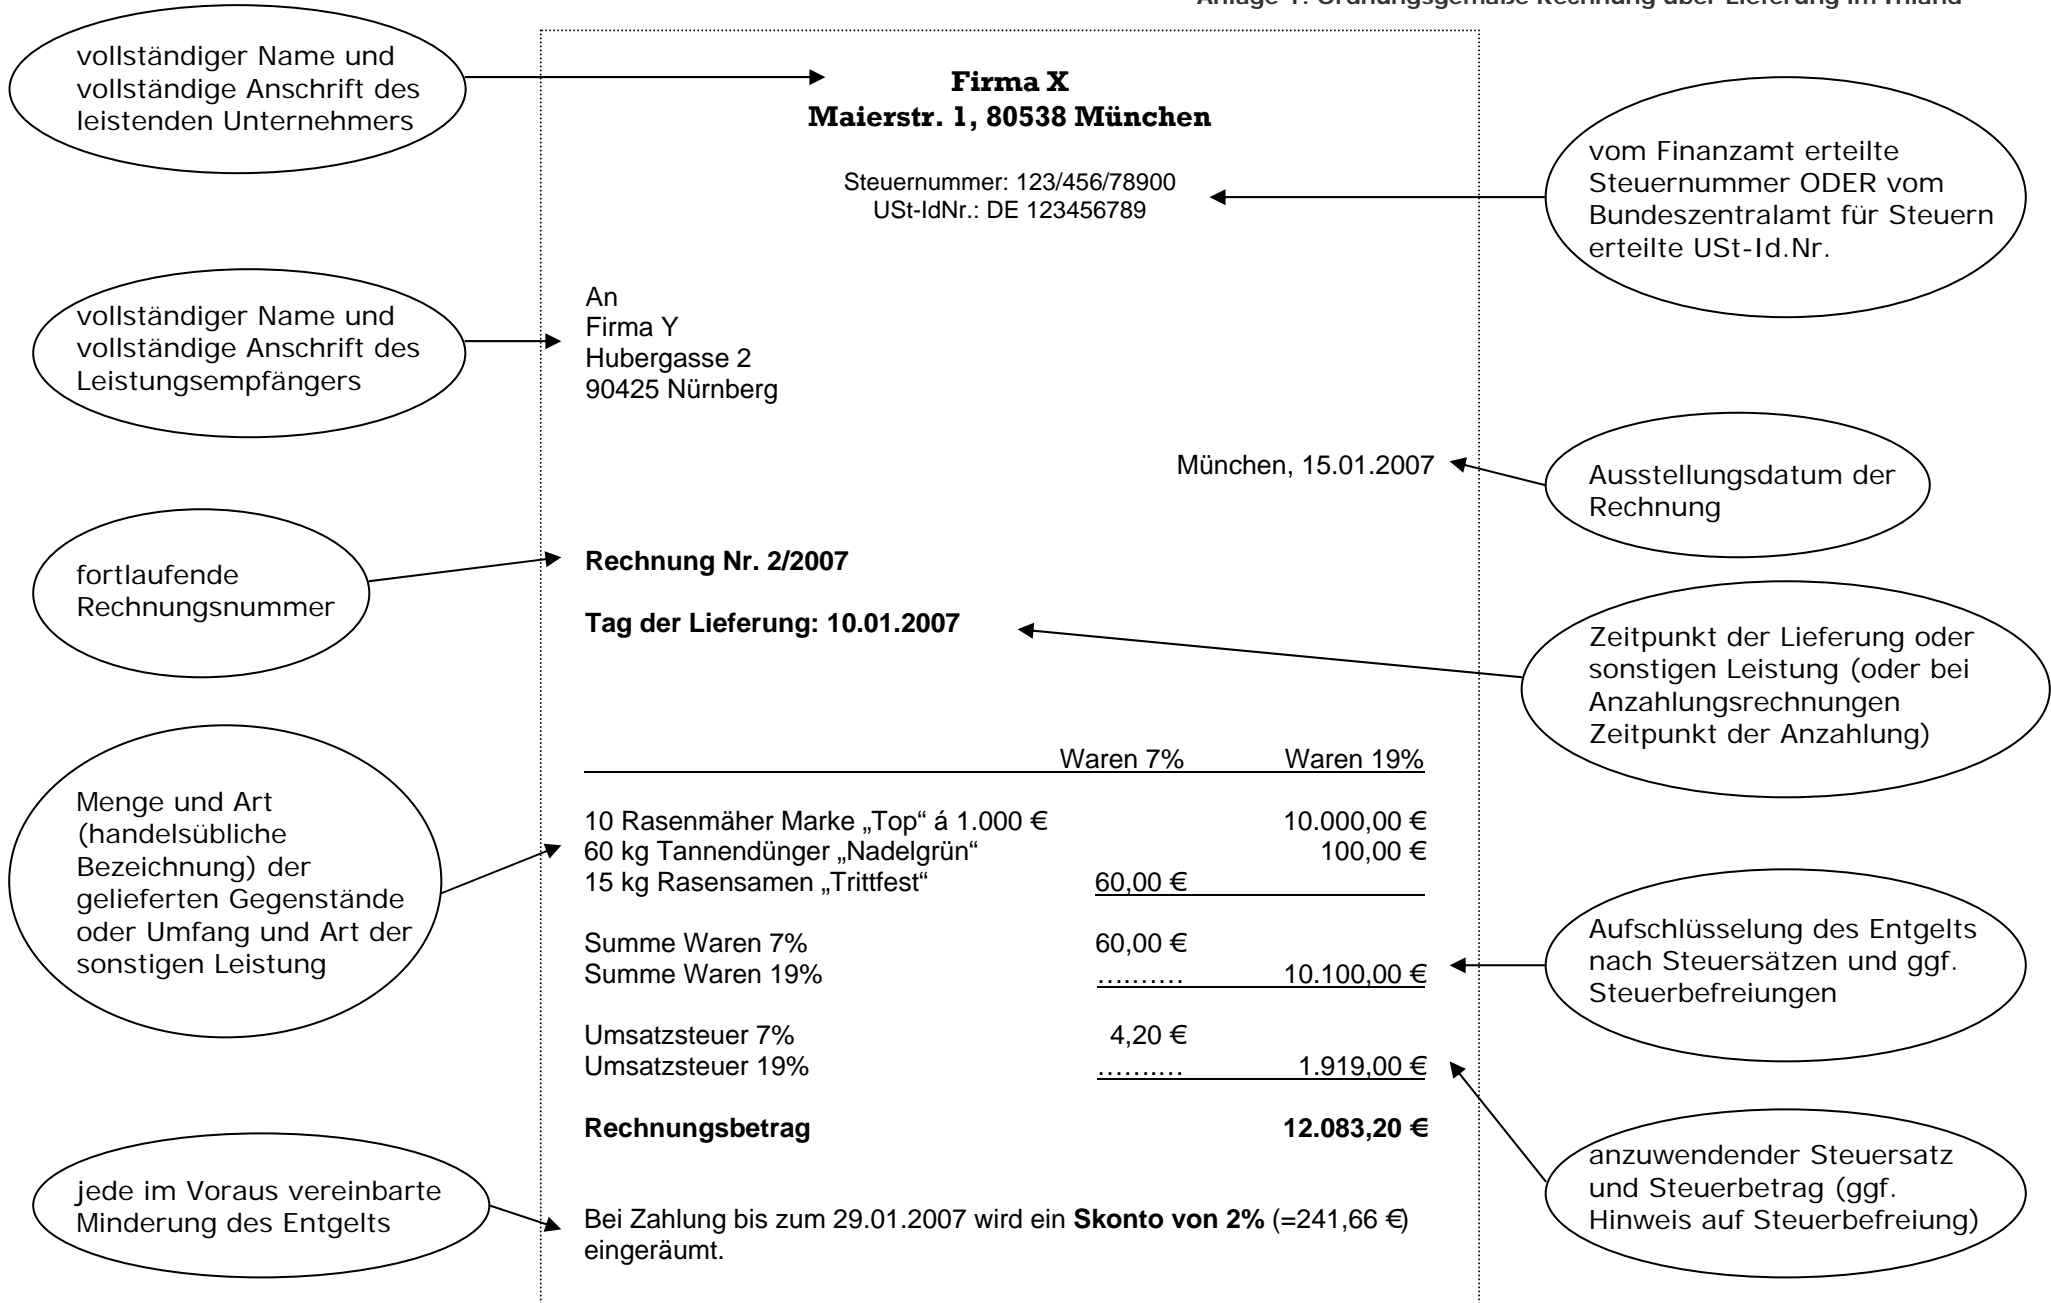 Anlage 1: Ordnungsgemäße Rechnung über Lieferung im Inland
vollständiger Name und
vollständige Anschrift des
leistenden Unternehmers
Firma X
Maierstr. 1, 80538 München
Steuernummer: 123/456/78900
USt-IdNr.: DE 123456789
vom Finanzamt erteilte
Steuernummer ODER vom
Bundeszentralamt für Steuern
erteilte USt-Id.Nr.
vollständiger Name und
vollständige Anschrift des
Leistungsempfängers
An
Firma Y
Hubergasse 2
90425 Nürnberg
München, 15.01.2007
Ausstellungsdatum der
Rechnung
fortlaufende
Rechnungsnummer
Rechnung Nr. 2/2007
Tag der Lieferung: 10.01.2007
Zeitpunkt der Lieferung oder
sonstigen Leistung (oder bei
Anzahlungsrechnungen
Zeitpunkt der Anzahlung)
Menge und Art
(handelsübliche
Bezeichnung) der
gelieferten Gegenstände
oder Umfang und Art der
sonstigen Leistung
Waren 7% Waren 19%
10 Rasenmäher Marke „Top“ á 1.000 € 10.000,00 €
60 kg Tannendünger „Nadelgrün“ 100,00 €
15 kg Rasensamen „Trittfest“ 60,00 €
Summe Waren 7% 60,00 €
Summe Waren 19% ………. 10.100,00 €
Aufschlüsselung des Entgelts
nach Steuersätzen und ggf.
Steuerbefreiungen
Umsatzsteuer 7% 4,20 €
Umsatzsteuer 19% ………. 1.919,00 €
Rechnungsbetrag 12.083,20 €
anzuwendender Steuersatz
und Steuerbetrag (ggf.
Hinweis auf Steuerbefreiung)
jede im Voraus vereinbarte
Minderung des Entgelts
Bei Zahlung bis zum 29.01.2007 wird ein Skonto von 2% (=241,66 €)
eingeräumt.